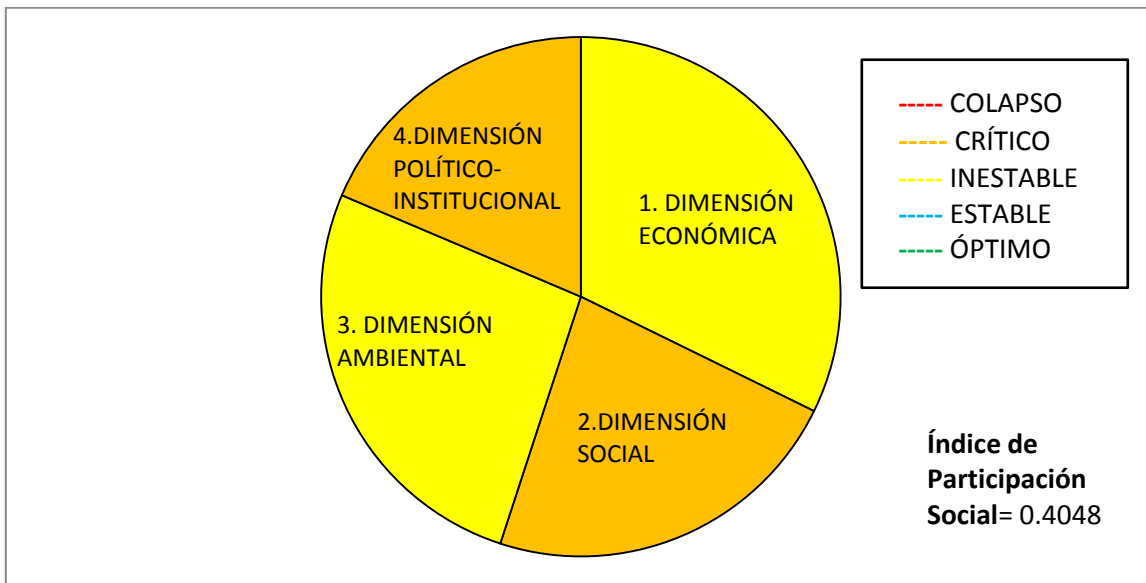 4.DIMENSIÓN
POLÍTICO-
INSTITUCIONAL
1. DIMENSIÓN
ECONÓMICA
3. DIMENSIÓN
AMBIENTAL
2.DIMENSIÓN
SOCIAL
----- COLAPSO
----- CRÍTICO
----- INESTABLE
----- ESTABLE
----- ÓPTIMO
Índice de
Participación
Social= 0.4048